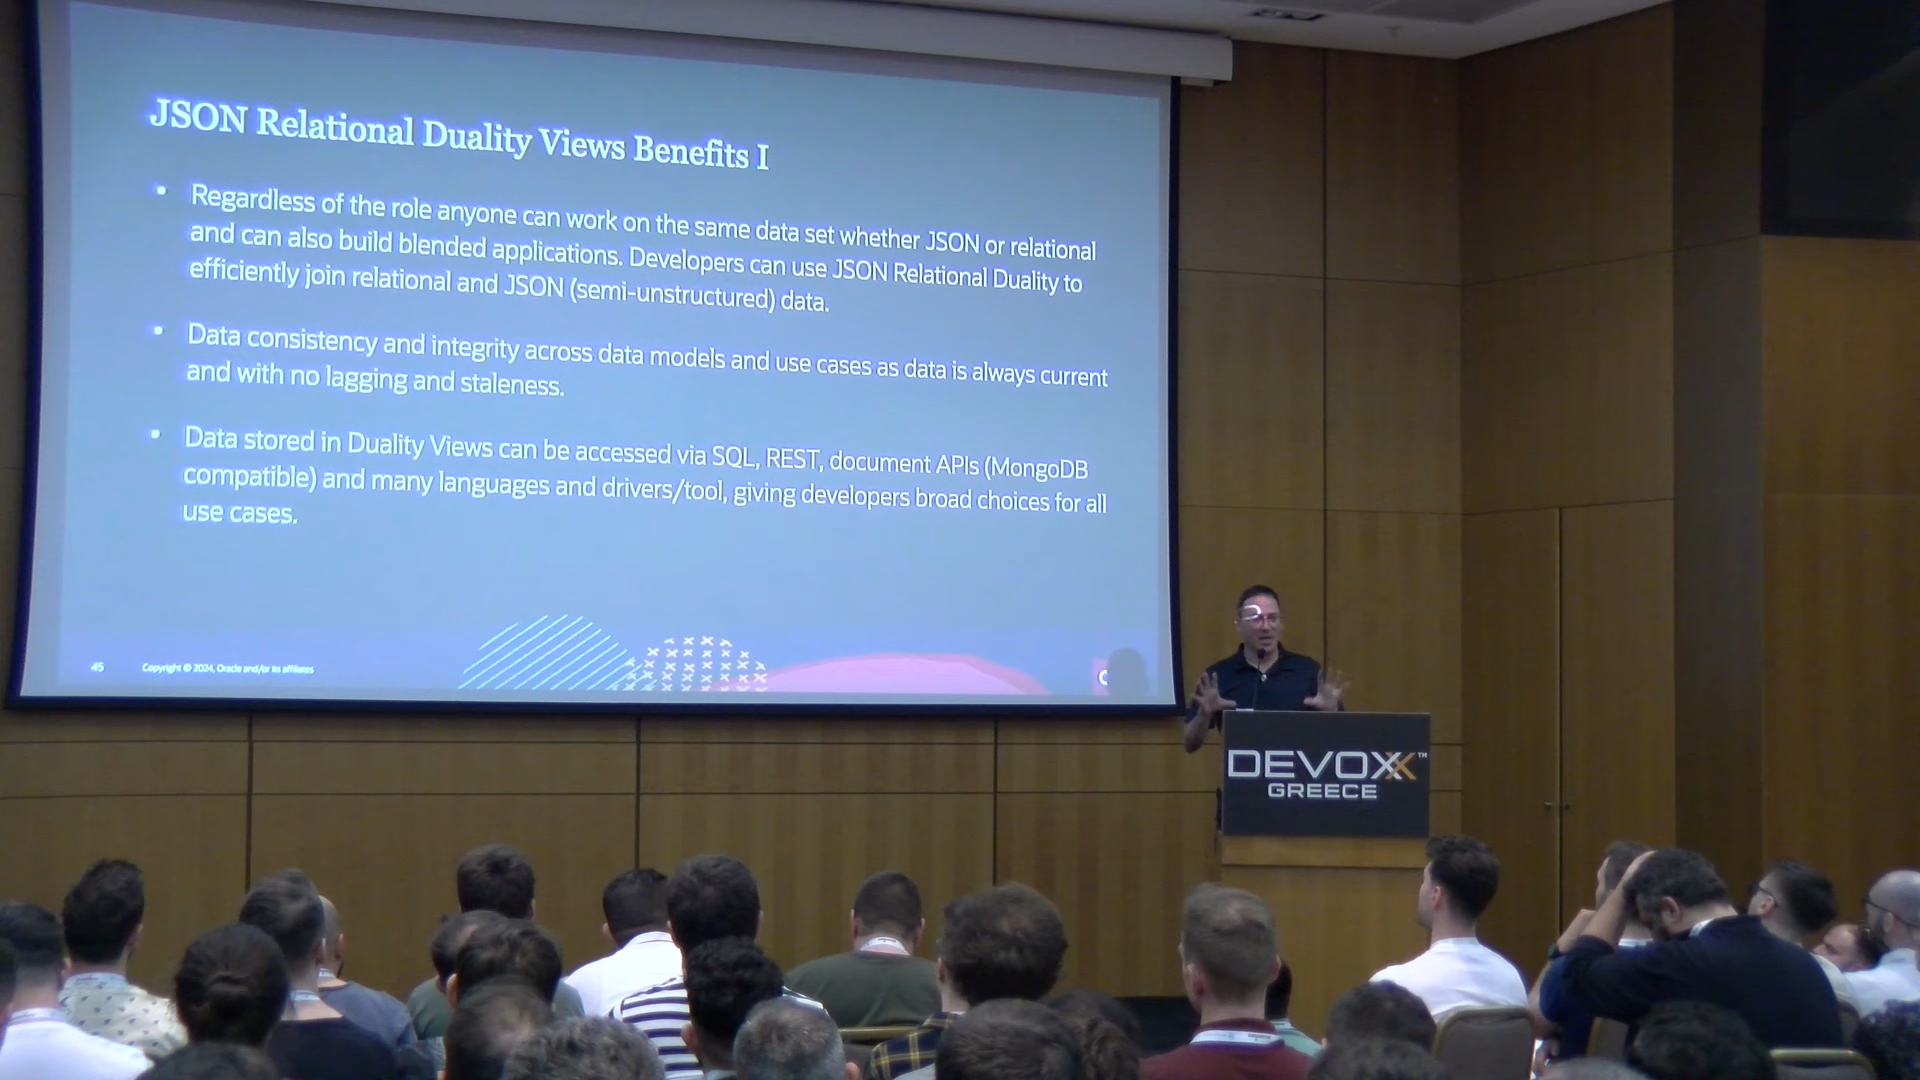 JSON Relational Duality Views Benefits I
• Regardless of the role anyone can work on the same data set whether JSON or relational
and can also build blended applications. Developers can use JSON Relational Duality to
efficiently join relational and JSON (semi-unstructured) data.
• Data consistency and integrity across data models and use cases as data is always current
and with no lagging and staleness.
• Data stored in Duality Views can be accessed via SQL, REST, document APIs (MongoDB
compatible) and many languages and drivers/tool, giving developers broad choices for all
use cases.
45 Copyright © 2024, Oracle and/or its affiliates
DEVOXX™
GREECE